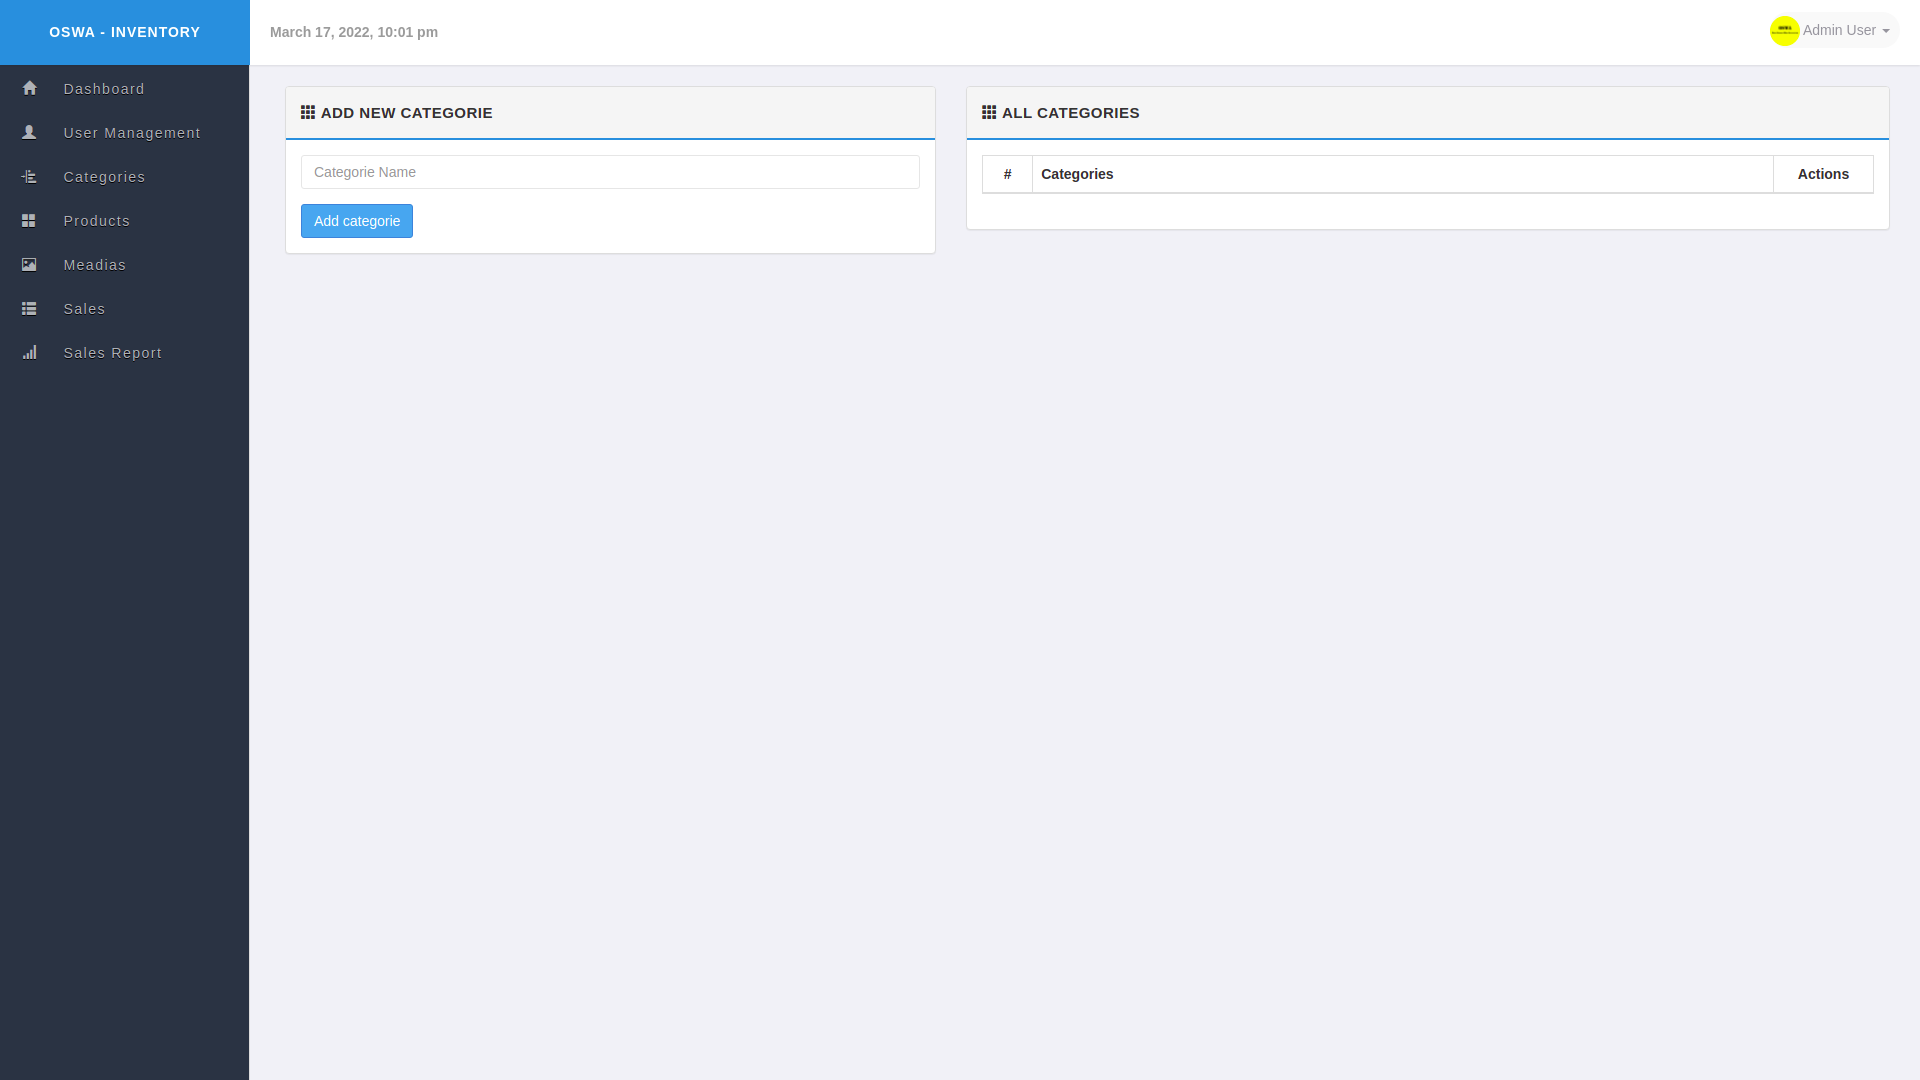 OSWA - INVENTORY
March 17, 2022, 10:01 pm
Admin User
Dashboard
User Management
Categories
Products
Meadias
Sales
Sales Report
ADD NEW CATEGORIE
Categorie Name
Add categorie
ALL CATEGORIES
# Categories Actions